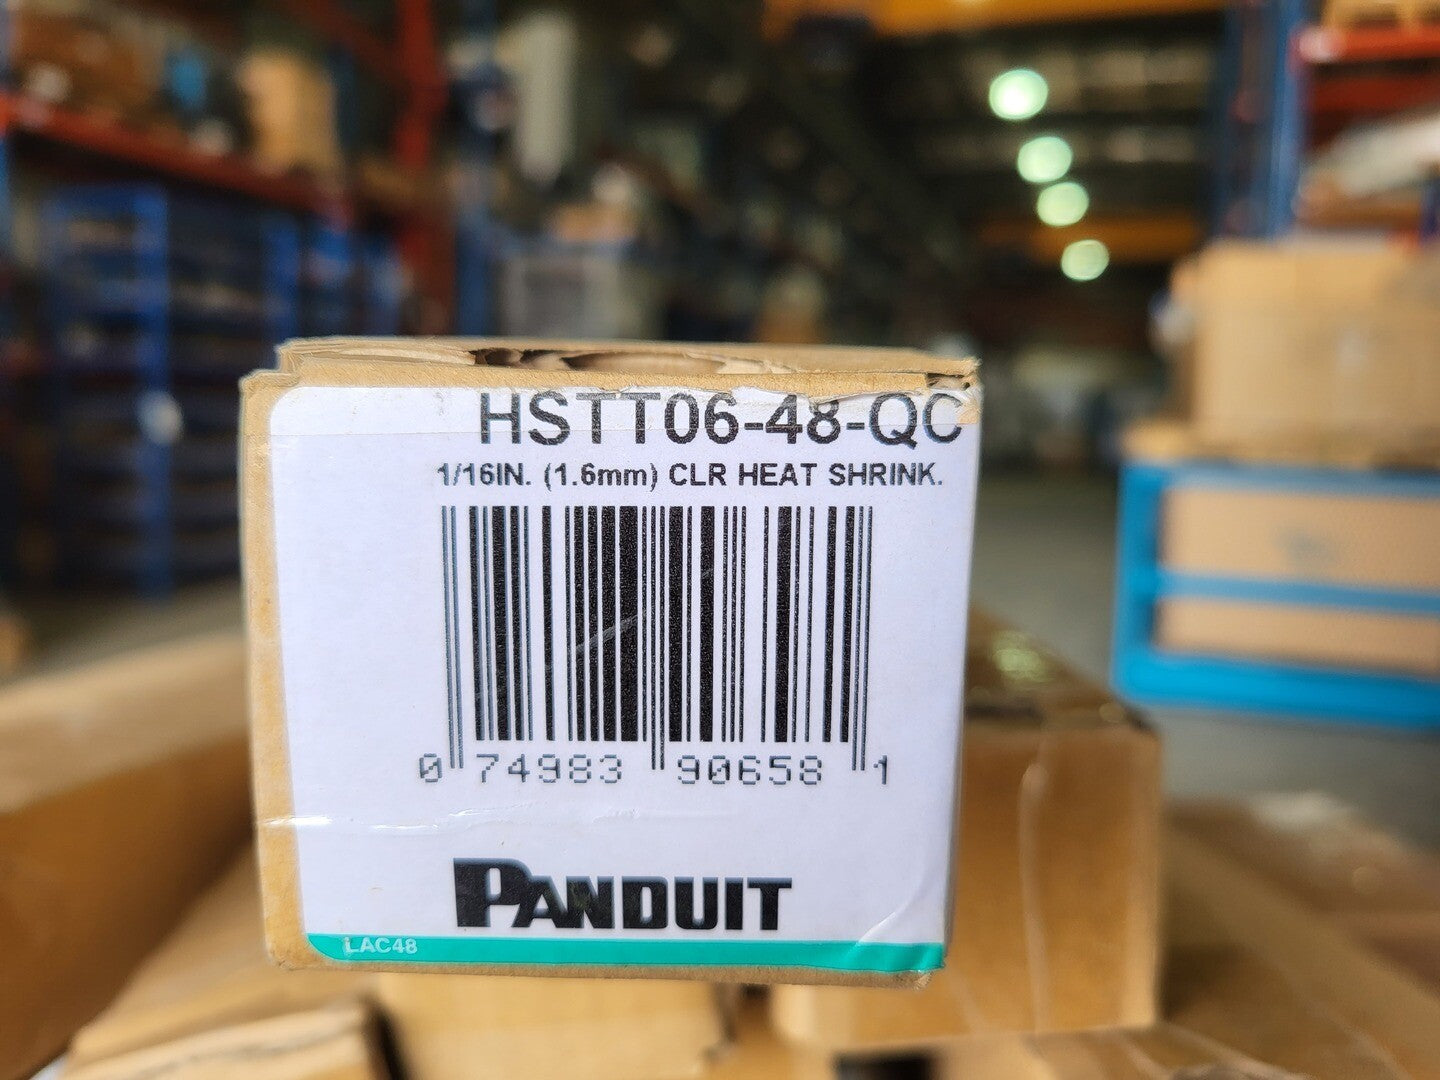 HSTT06-48-QC
1/16IN. (1.6mm) CLR HEAT SHRINK.
0 74983 90658 1
PANDUIT
LAC48